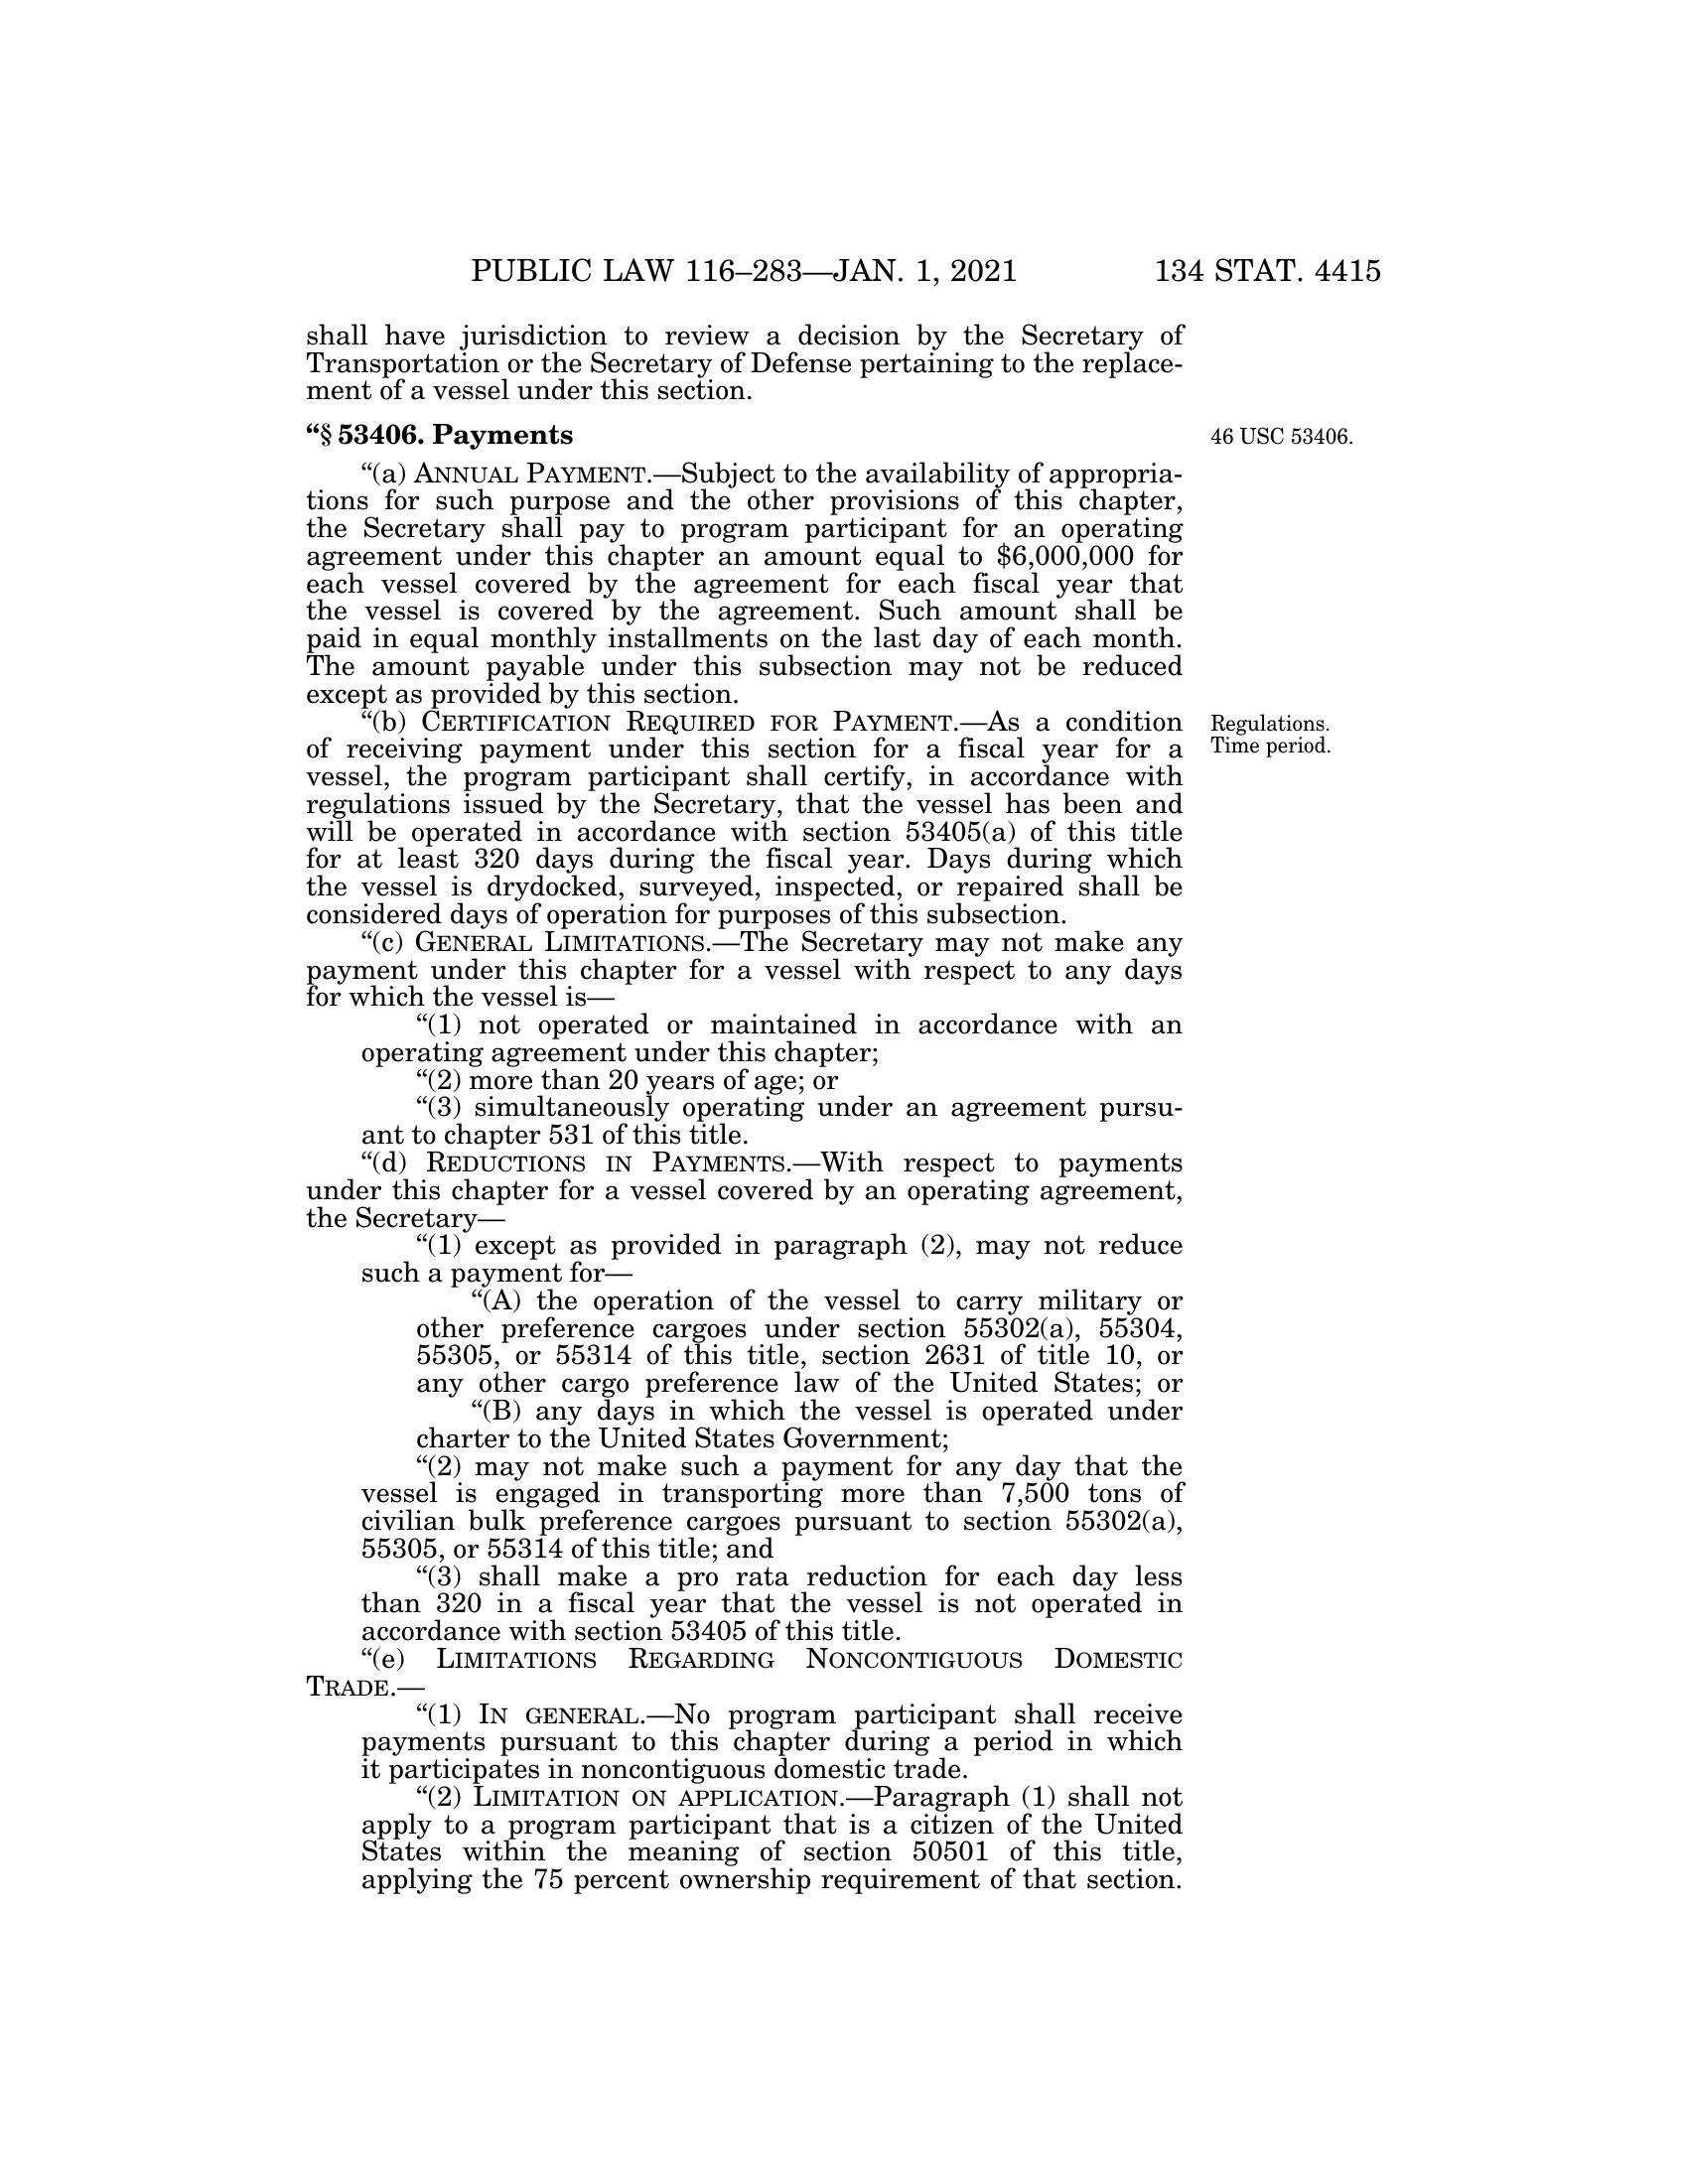 PUBLIC LAW 116–283—JAN. 1, 2021 134 STAT. 4415
shall have jurisdiction to review a decision by the Secretary of
Transportation or the Secretary of Defense pertaining to the replace-
ment of a vessel under this section.
“§ 53406. Payments
46 USC 53406.
“(a) ANNUAL PAYMENT.—Subject to the availability of appropria-
tions for such purpose and the other provisions of this chapter,
the Secretary shall pay to program participant for an operating
agreement under this chapter an amount equal to $6,000,000 for
each vessel covered by the agreement for each fiscal year that
the vessel is covered by the agreement. Such amount shall be
paid in equal monthly installments on the last day of each month.
The amount payable under this subsection may not be reduced
except as provided by this section.
“(b) CERTIFICATION REQUIRED FOR PAYMENT.—As a condition
of receiving payment under this section for a fiscal year for a
vessel, the program participant shall certify, in accordance with
regulations issued by the Secretary, that the vessel has been and
will be operated in accordance with section 53405(a) of this title
for at least 320 days during the fiscal year. Days during which
the vessel is drydocked, surveyed, inspected, or repaired shall be
considered days of operation for purposes of this subsection.
Regulations.
Time period.
“(c) GENERAL LIMITATIONS.—The Secretary may not make any
payment under this chapter for a vessel with respect to any days
for which the vessel is—
“(1) not operated or maintained in accordance with an
operating agreement under this chapter;
“(2) more than 20 years of age; or
“(3) simultaneously operating under an agreement pursu-
ant to chapter 531 of this title.
“(d) REDUCTIONS IN PAYMENTS.—With respect to payments
under this chapter for a vessel covered by an operating agreement,
the Secretary—
“(1) except as provided in paragraph (2), may not reduce
such a payment for—
“(A) the operation of the vessel to carry military or
other preference cargoes under section 55302(a), 55304,
55305, or 55314 of this title, section 2631 of title 10, or
any other cargo preference law of the United States; or
“(B) any days in which the vessel is operated under
charter to the United States Government;
“(2) may not make such a payment for any day that the
vessel is engaged in transporting more than 7,500 tons of
civilian bulk preference cargoes pursuant to section 55302(a),
55305, or 55314 of this title; and
“(3) shall make a pro rata reduction for each day less
than 320 in a fiscal year that the vessel is not operated in
accordance with section 53405 of this title.
“(e) LIMITATIONS REGARDING NONCONTIGUOUS DOMESTIC
TRADE.—
“(1) IN GENERAL.—No program participant shall receive
payments pursuant to this chapter during a period in which
it participates in noncontiguous domestic trade.
“(2) LIMITATION ON APPLICATION.—Paragraph (1) shall not
apply to a program participant that is a citizen of the United
States within the meaning of section 50501 of this title,
applying the 75 percent ownership requirement of that section.